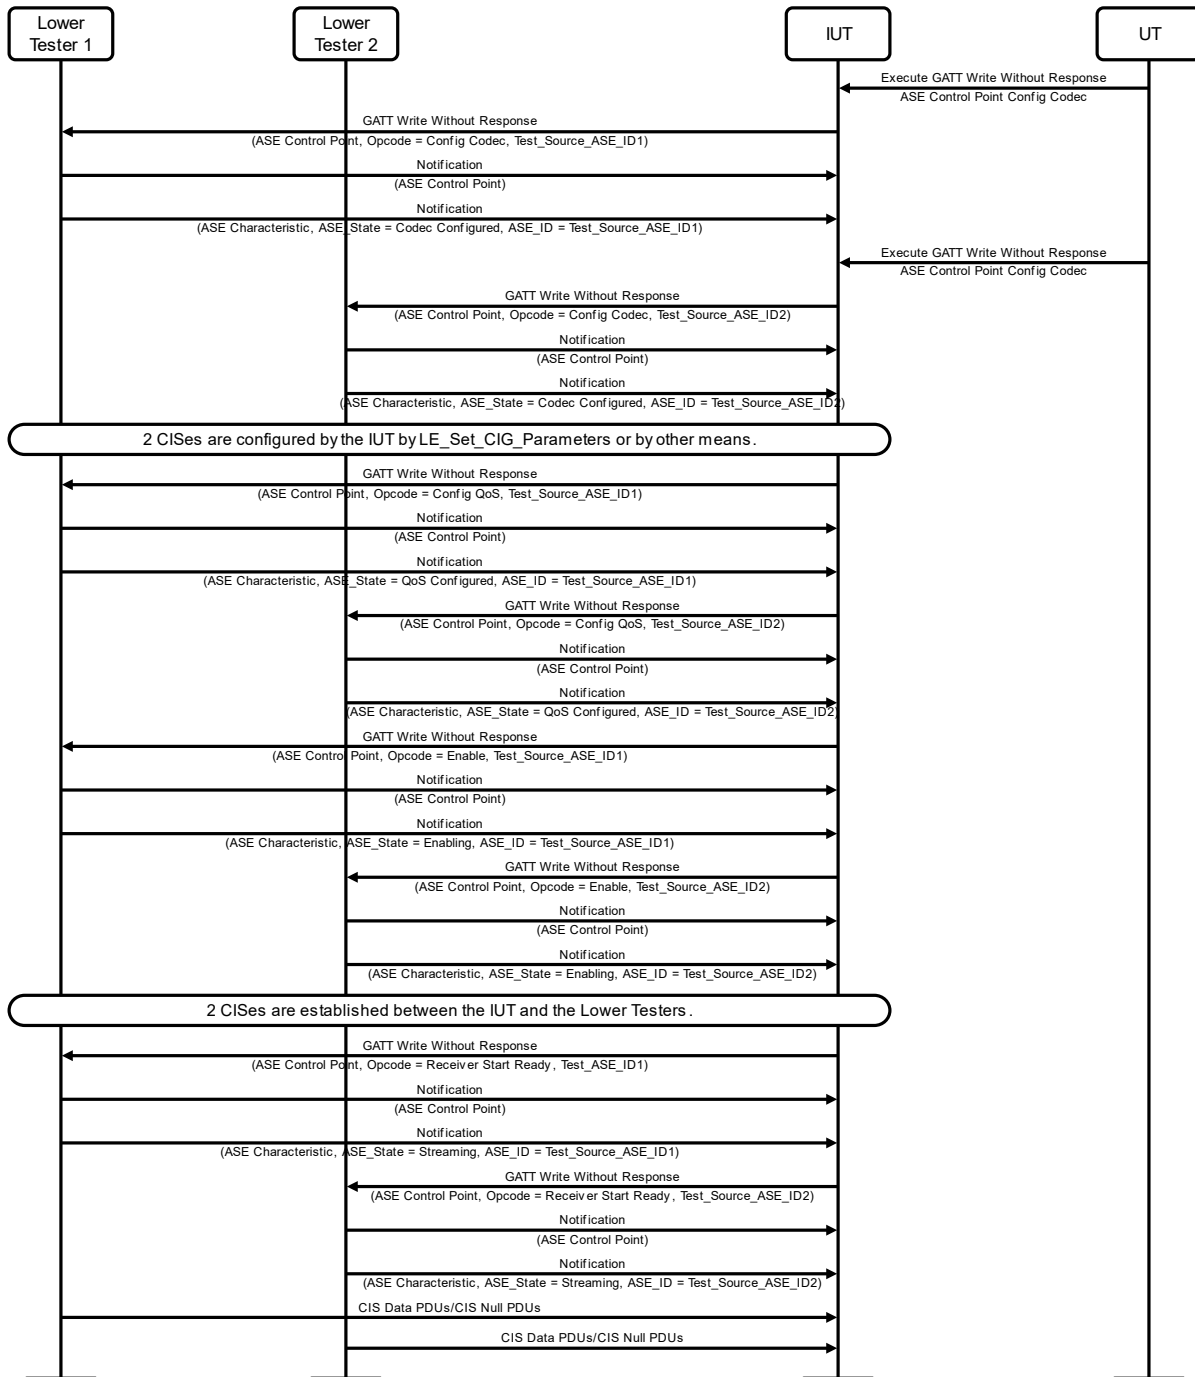 Lower
Tester 1
Lower
Tester 2
IUT
UT
Execute GATT Write Without Response
ASE Control Point Config Codec
GATT Write Without Response
(ASE Control Point, Opcode = Config Codec, Test_Source_ASE_ID1)
Notification
(ASE Control Point)
Notification
(ASE Characteristic, ASE_State = Codec Configured, ASE_ID = Test_Source_ASE_ID1)
Execute GATT Write Without Response
ASE Control Point Config Codec
GATT Write Without Response
(ASE Control Point, Opcode = Config Codec, Test_Source_ASE_ID2)
Notification
(ASE Control Point)
Notification
(ASE Characteristic, ASE_State = Codec Configured, ASE_ID = Test_Source_ASE_ID2)
2 CISes are configured by the IUT by LE_Set_CIG_Parameters or by other means.
GATT Write Without Response
(ASE Control Point, Opcode = Config QoS, Test_Source_ASE_ID1)
Notification
(ASE Control Point)
Notification
(ASE Characteristic, ASE_State = QoS Configured, ASE_ID = Test_Source_ASE_ID1)
GATT Write Without Response
(ASE Control Point, Opcode = Config QoS, Test_Source_ASE_ID2)
Notification
(ASE Control Point)
Notification
(ASE Characteristic, ASE_State = QoS Configured, ASE_ID = Test_Source_ASE_ID2)
GATT Write Without Response
(ASE Control Point, Opcode = Enable, Test_Source_ASE_ID1)
Notification
(ASE Control Point)
Notification
(ASE Characteristic, ASE_State = Enabling, ASE_ID = Test_Source_ASE_ID1)
GATT Write Without Response
(ASE Control Point, Opcode = Enable, Test_Source_ASE_ID2)
Notification
(ASE Control Point)
Notification
(ASE Characteristic, ASE_State = Enabling, ASE_ID = Test_Source_ASE_ID2)
2 CISes are established between the IUT and the Lower Testers.
GATT Write Without Response
(ASE Control Point, Opcode = Receiver Start Ready, Test_ASE_ID1)
Notification
(ASE Control Point)
Notification
(ASE Characteristic, ASE_State = Streaming, ASE_ID = Test_Source_ASE_ID1)
GATT Write Without Response
(ASE Control Point, Opcode = Receiver Start Ready, Test_Source_ASE_ID2)
Notification
(ASE Control Point)
Notification
(ASE Characteristic, ASE_State = Streaming, ASE_ID = Test_Source_ASE_ID2)
CIS Data PDUs/CIS Null PDUs
CIS Data PDUs/CIS Null PDUs